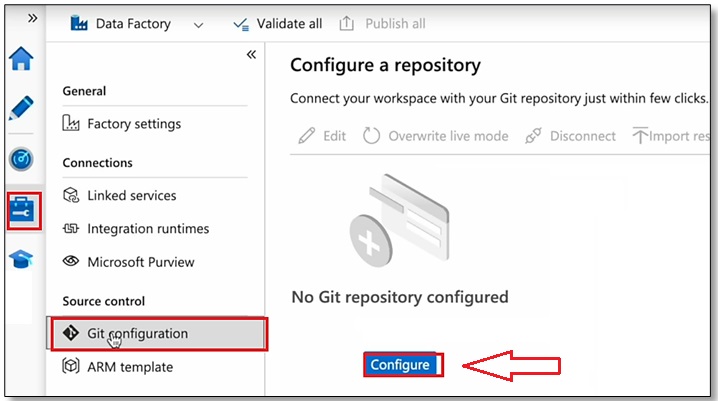 Data Factory
Validate all
Publish all
General
Factory settings
Connections
Linked services
Integration runtimes
Microsoft Purview
Source control
Git configuration
ARM template
Configure a repository
Connect your workspace with your Git repository just within few clicks.
Edit
Overwrite live mode
Disconnect
Import res
No Git repository configured
Configure